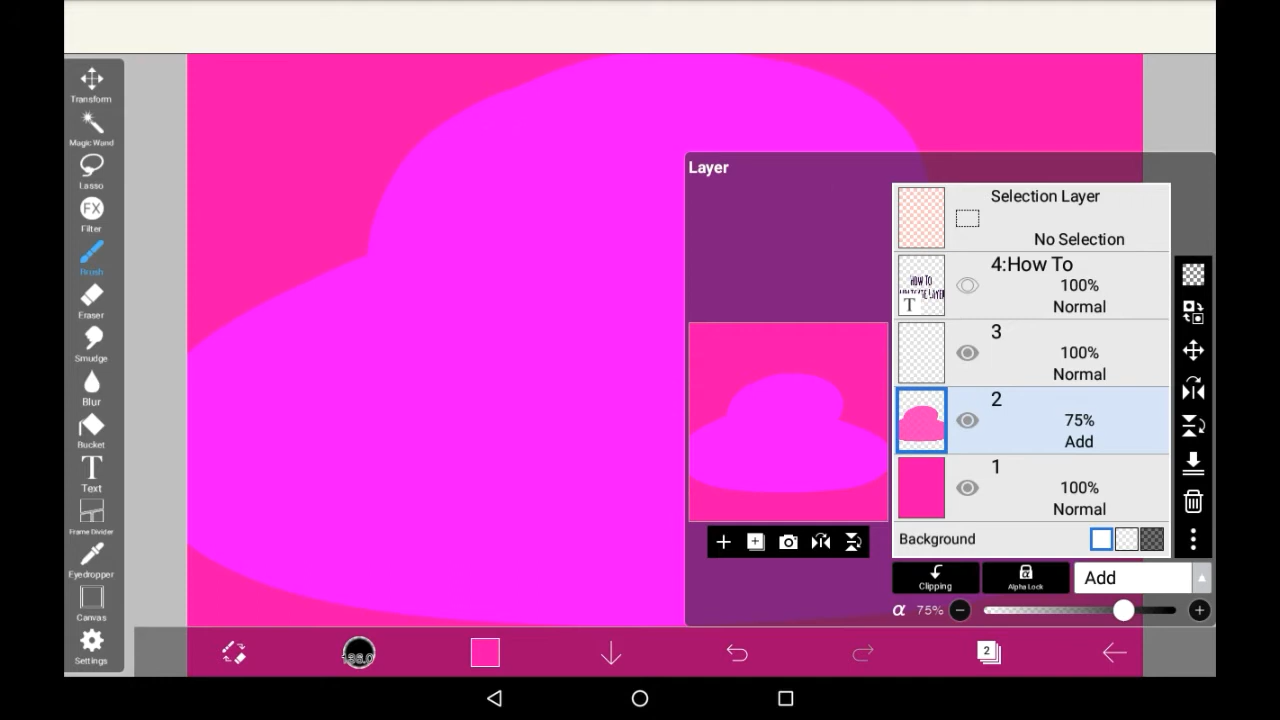 Transform
Magic Wand
Lasso
FX
Filter
Brush
Eraser
Smudge
Blur
Bucket
T
Text
Frame Divider
Eyedropper
Canvas
Settings
Layer
Selection Layer
No Selection
HOW TO
T
4:How To
100%
Normal
3
100%
Normal
2
75%
Add
1
100%
Normal
Background
Clipping
α
Alpha Lock
Add
α 75%
2